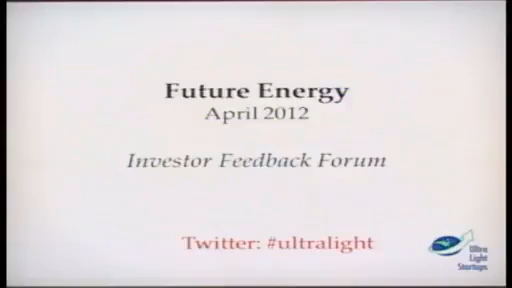 Future Energy
April 2012
Investor Feedback Forum
Twitter: #ultralight
Ultra
Light
Startups